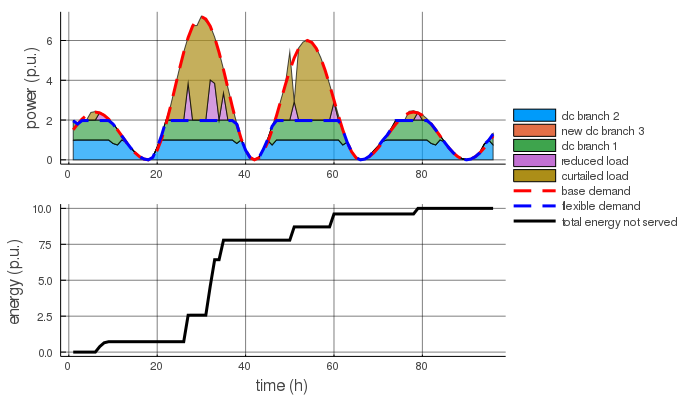 power (p.u.)
6
4
2
0
0
20
40
60
80
dc branch 2
new dc branch 3
dc branch 1
reduced load
curtailed load
base demand
flexible demand
total energy not served
energy (p.u.)
10.0
7.5
5.0
2.5
0.0
0
20
40
60
80
time (h)